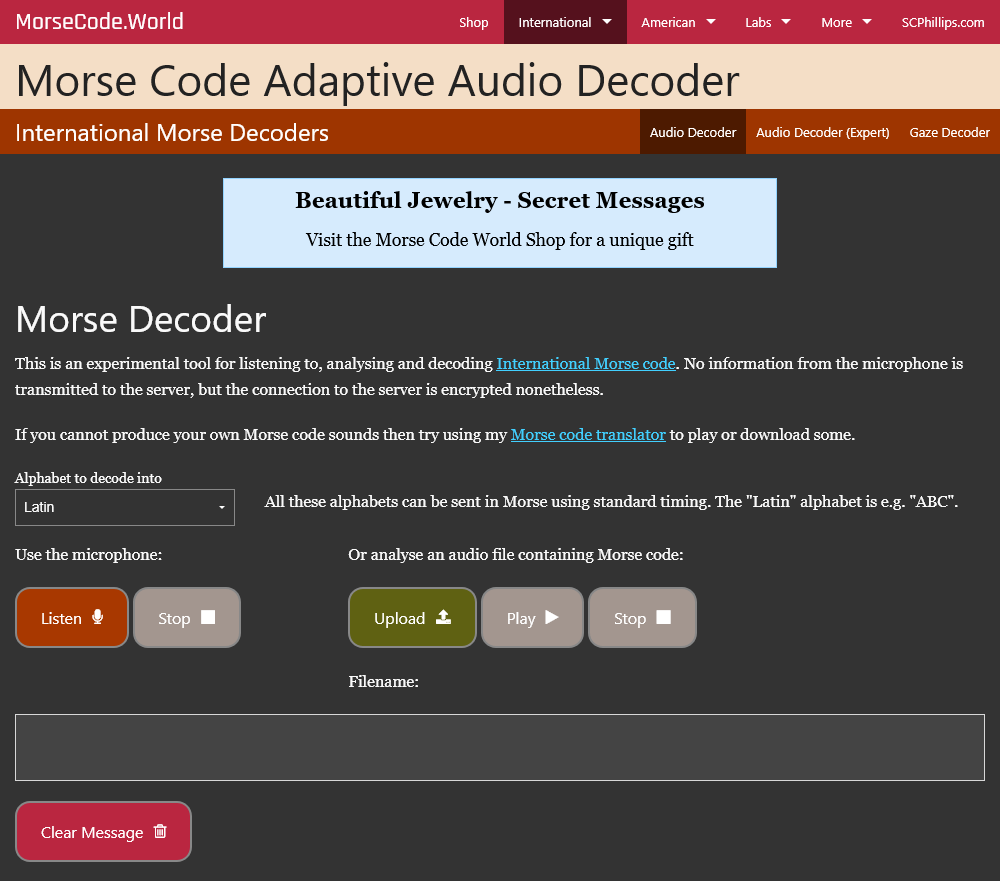 MorseCode.World
Shop International American Labs More SCPhillips.com
Morse Code Adaptive Audio Decoder
International Morse Decoders
Audio Decoder Audio Decoder (Expert) Gaze Decoder
Beautiful Jewelry - Secret Messages
Visit the Morse Code World Shop for a unique gift
Morse Decoder
This is an experimental tool for listening to, analysing and decoding International Morse code. No information from the microphone is
transmitted to the server, but the connection to the server is encrypted nonetheless.
If you cannot produce your own Morse code sounds then try using my Morse code translator to play or download some.
Alphabet to decode into
Latin
All these alphabets can be sent in Morse using standard timing. The "Latin" alphabet is e.g. "ABC".
Use the microphone:
Listen Stop
Or analyse an audio file containing Morse code:
Upload Play Stop
Filename:
Clear Message